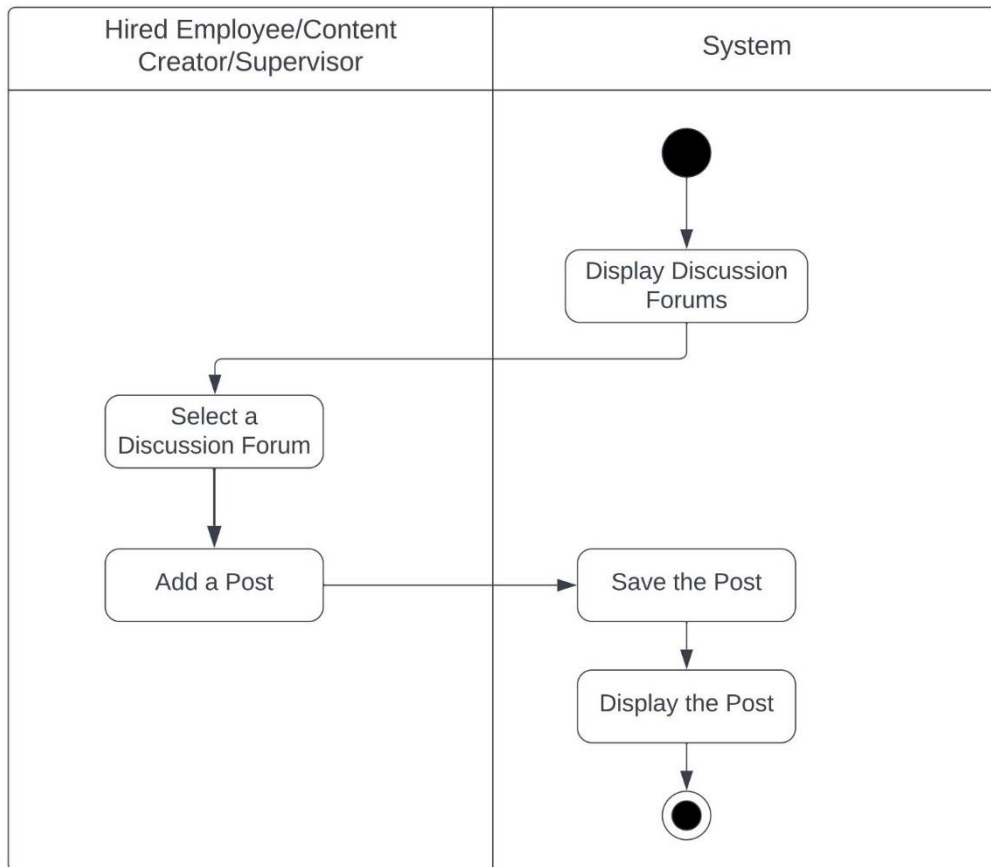 Hired Employee/Content
Creator/Supervisor
System
Display Discussion
Forums
Select a
Discussion Forum
Add a Post
Save the Post
Display the Post